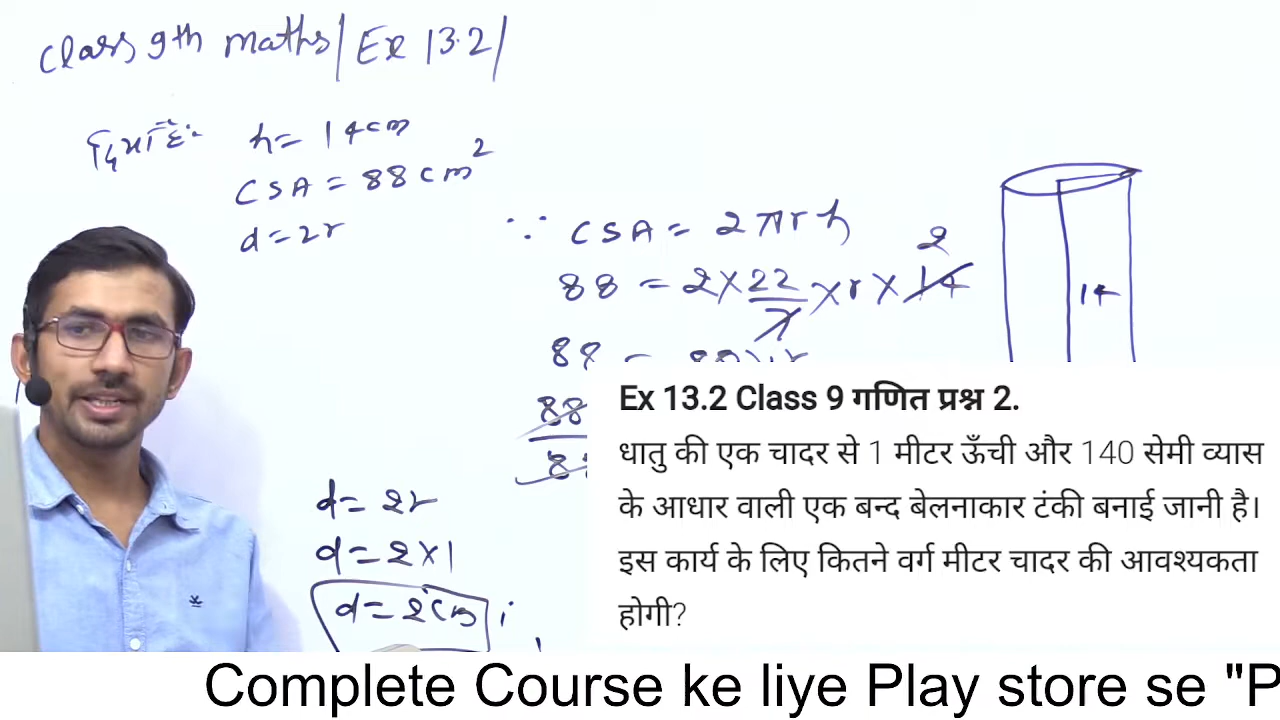 Class 9th maths/ Ex 13.2/
h = 14 cm
CSA = 88 cm²
d = 2r
∵ CSA = 2πrh
2
88 = 2 × 22/7 × r × 14
14
88 =
88
d = 2r
d = 2×1
d = 2cm
Ex 13.2 Class 9 गणित प्रश्न 2.
धातु की एक चादर से 1 मीटर ऊँची और 140 सेमी व्यास
के आधार वाली एक बन्द बेलनाकार टंकी बनाई जानी है।
इस कार्य के लिए कितने वर्ग मीटर चादर की आवश्यकता
होगी?
Complete Course ke liye Play store se "P